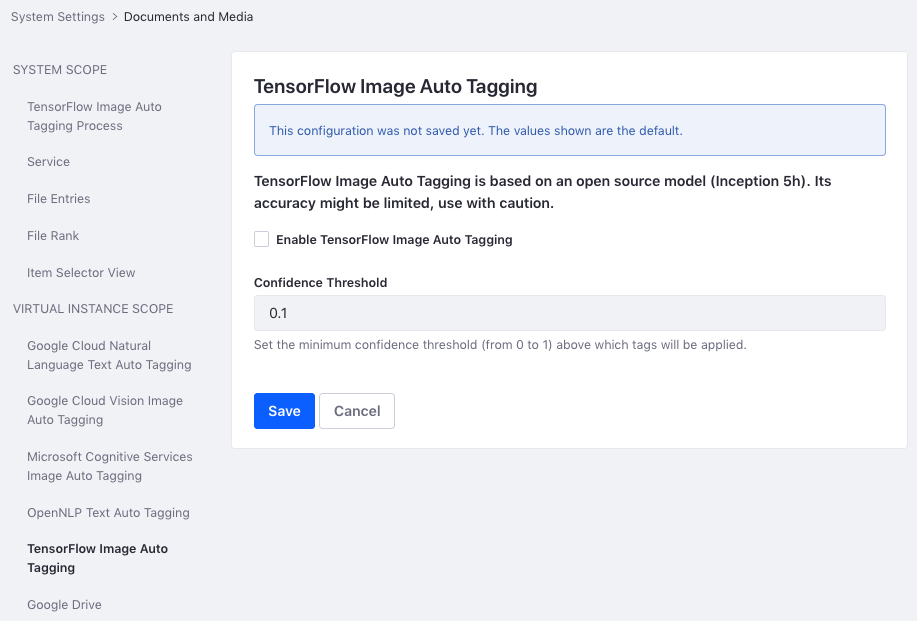 System Settings > Documents and Media
SYSTEM SCOPE
TensorFlow Image Auto
Tagging Process
Service
File Entries
File Rank
Item Selector View
VIRTUAL INSTANCE SCOPE
Google Cloud Natural
Language Text Auto Tagging
Google Cloud Vision Image
Auto Tagging
Microsoft Cognitive Services
Image Auto Tagging
OpenNLP Text Auto Tagging
TensorFlow Image Auto
Tagging
Google Drive
TensorFlow Image Auto Tagging
This configuration was not saved yet. The values shown are the default.
TensorFlow Image Auto Tagging is based on an open source model (Inception 5h). Its
accuracy might be limited, use with caution.
Enable TensorFlow Image Auto Tagging
Confidence Threshold
0.1
Set the minimum confidence threshold (from 0 to 1) above which tags will be applied.
Save Cancel